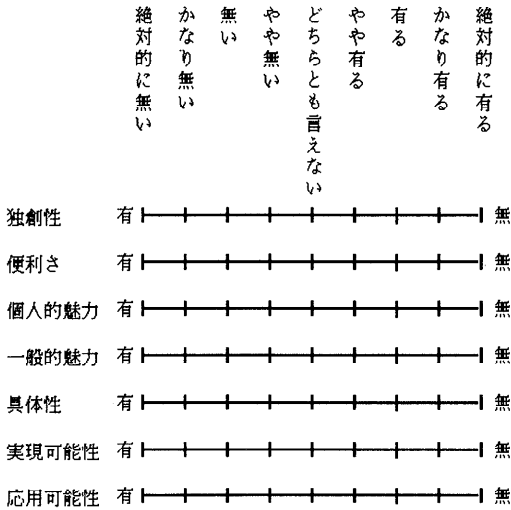 絶対的に無い
かなり無い
無い
やや無い
どちらとも言えない
やや有る
有る
かなり有る
絶対的に有る
独創性 有 無
便利さ 有 無
個人的魅力 有 無
一般的魅力 有 無
具体性 有 無
実現可能性 有 無
応用可能性 有 無